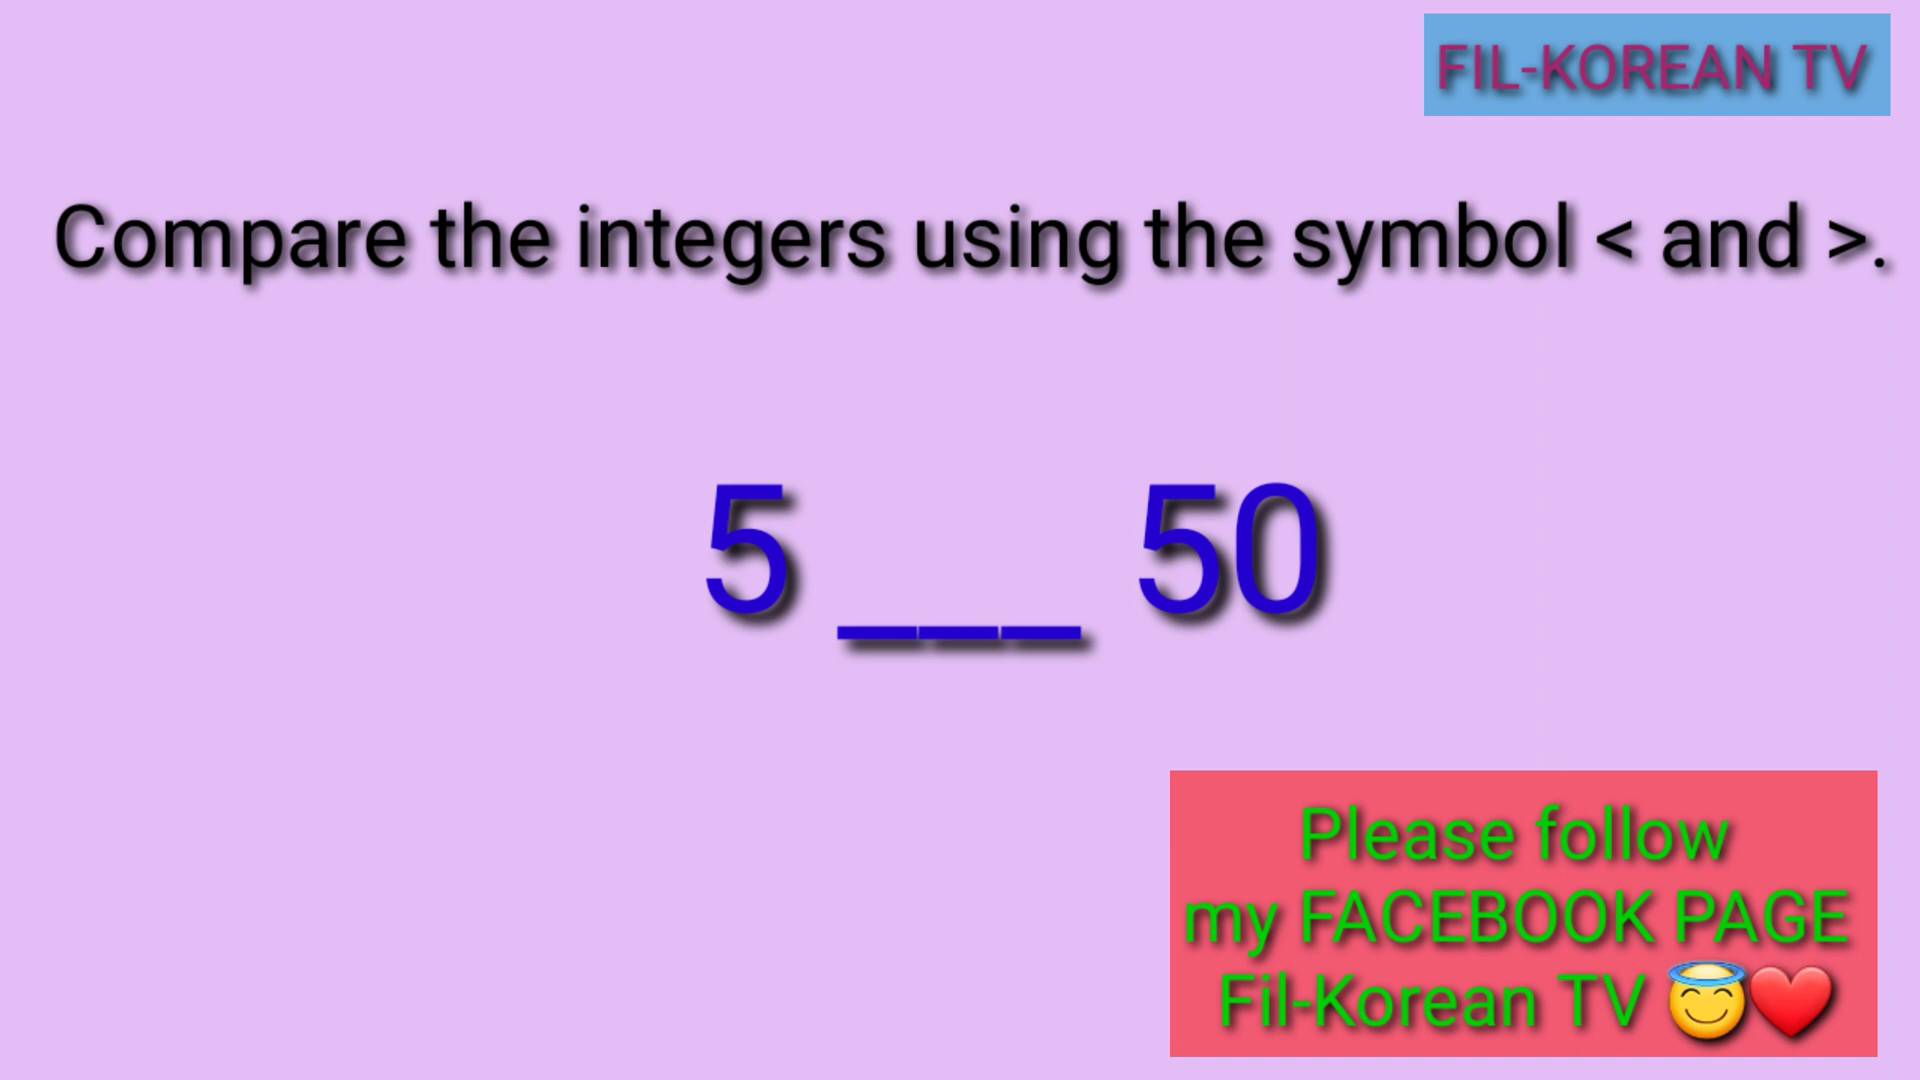 FIL-KOREAN TV
Compare the integers using the symbol < and >.
5 ___ 50
Please follow
my FACEBOOK PAGE
Fil-Korean TV 😇❤️